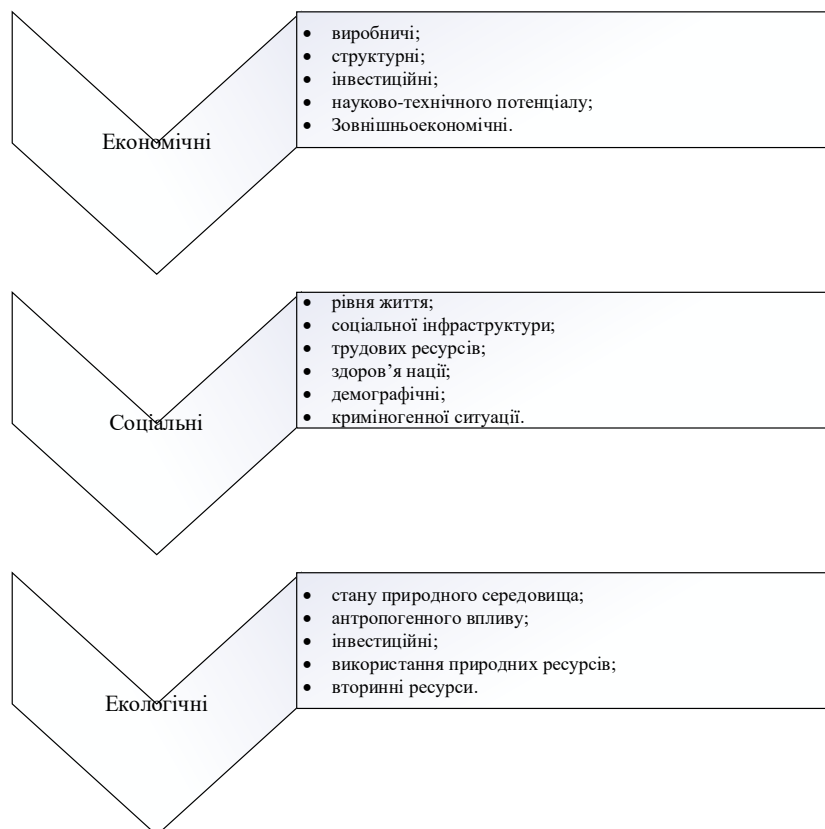 Економічні
• виробничі;
• структурні;
• інвестиційні;
• науково-технічного потенціалу;
• Зовнішньоекономічні.
Соціальні
• рівня життя;
• соціальної інфраструктури;
• трудових ресурсів;
• здоров’я нації;
• демографічні;
• криміногенної ситуації.
Екологічні
• стану природного середовища;
• антропогенного впливу;
• інвестиційні;
• використання природних ресурсів;
• вторинні ресурси.